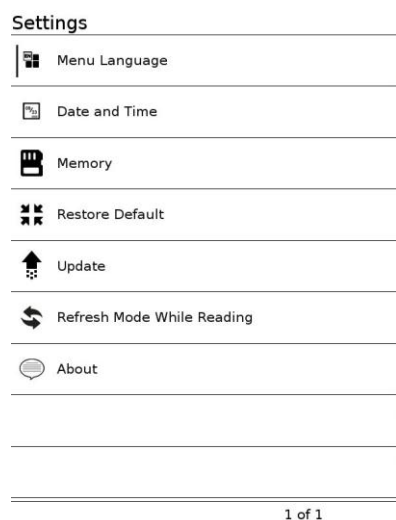 Settings
Menu Language
Date and Time
Memory
Restore Default
Update
Refresh Mode While Reading
About
1 of 1